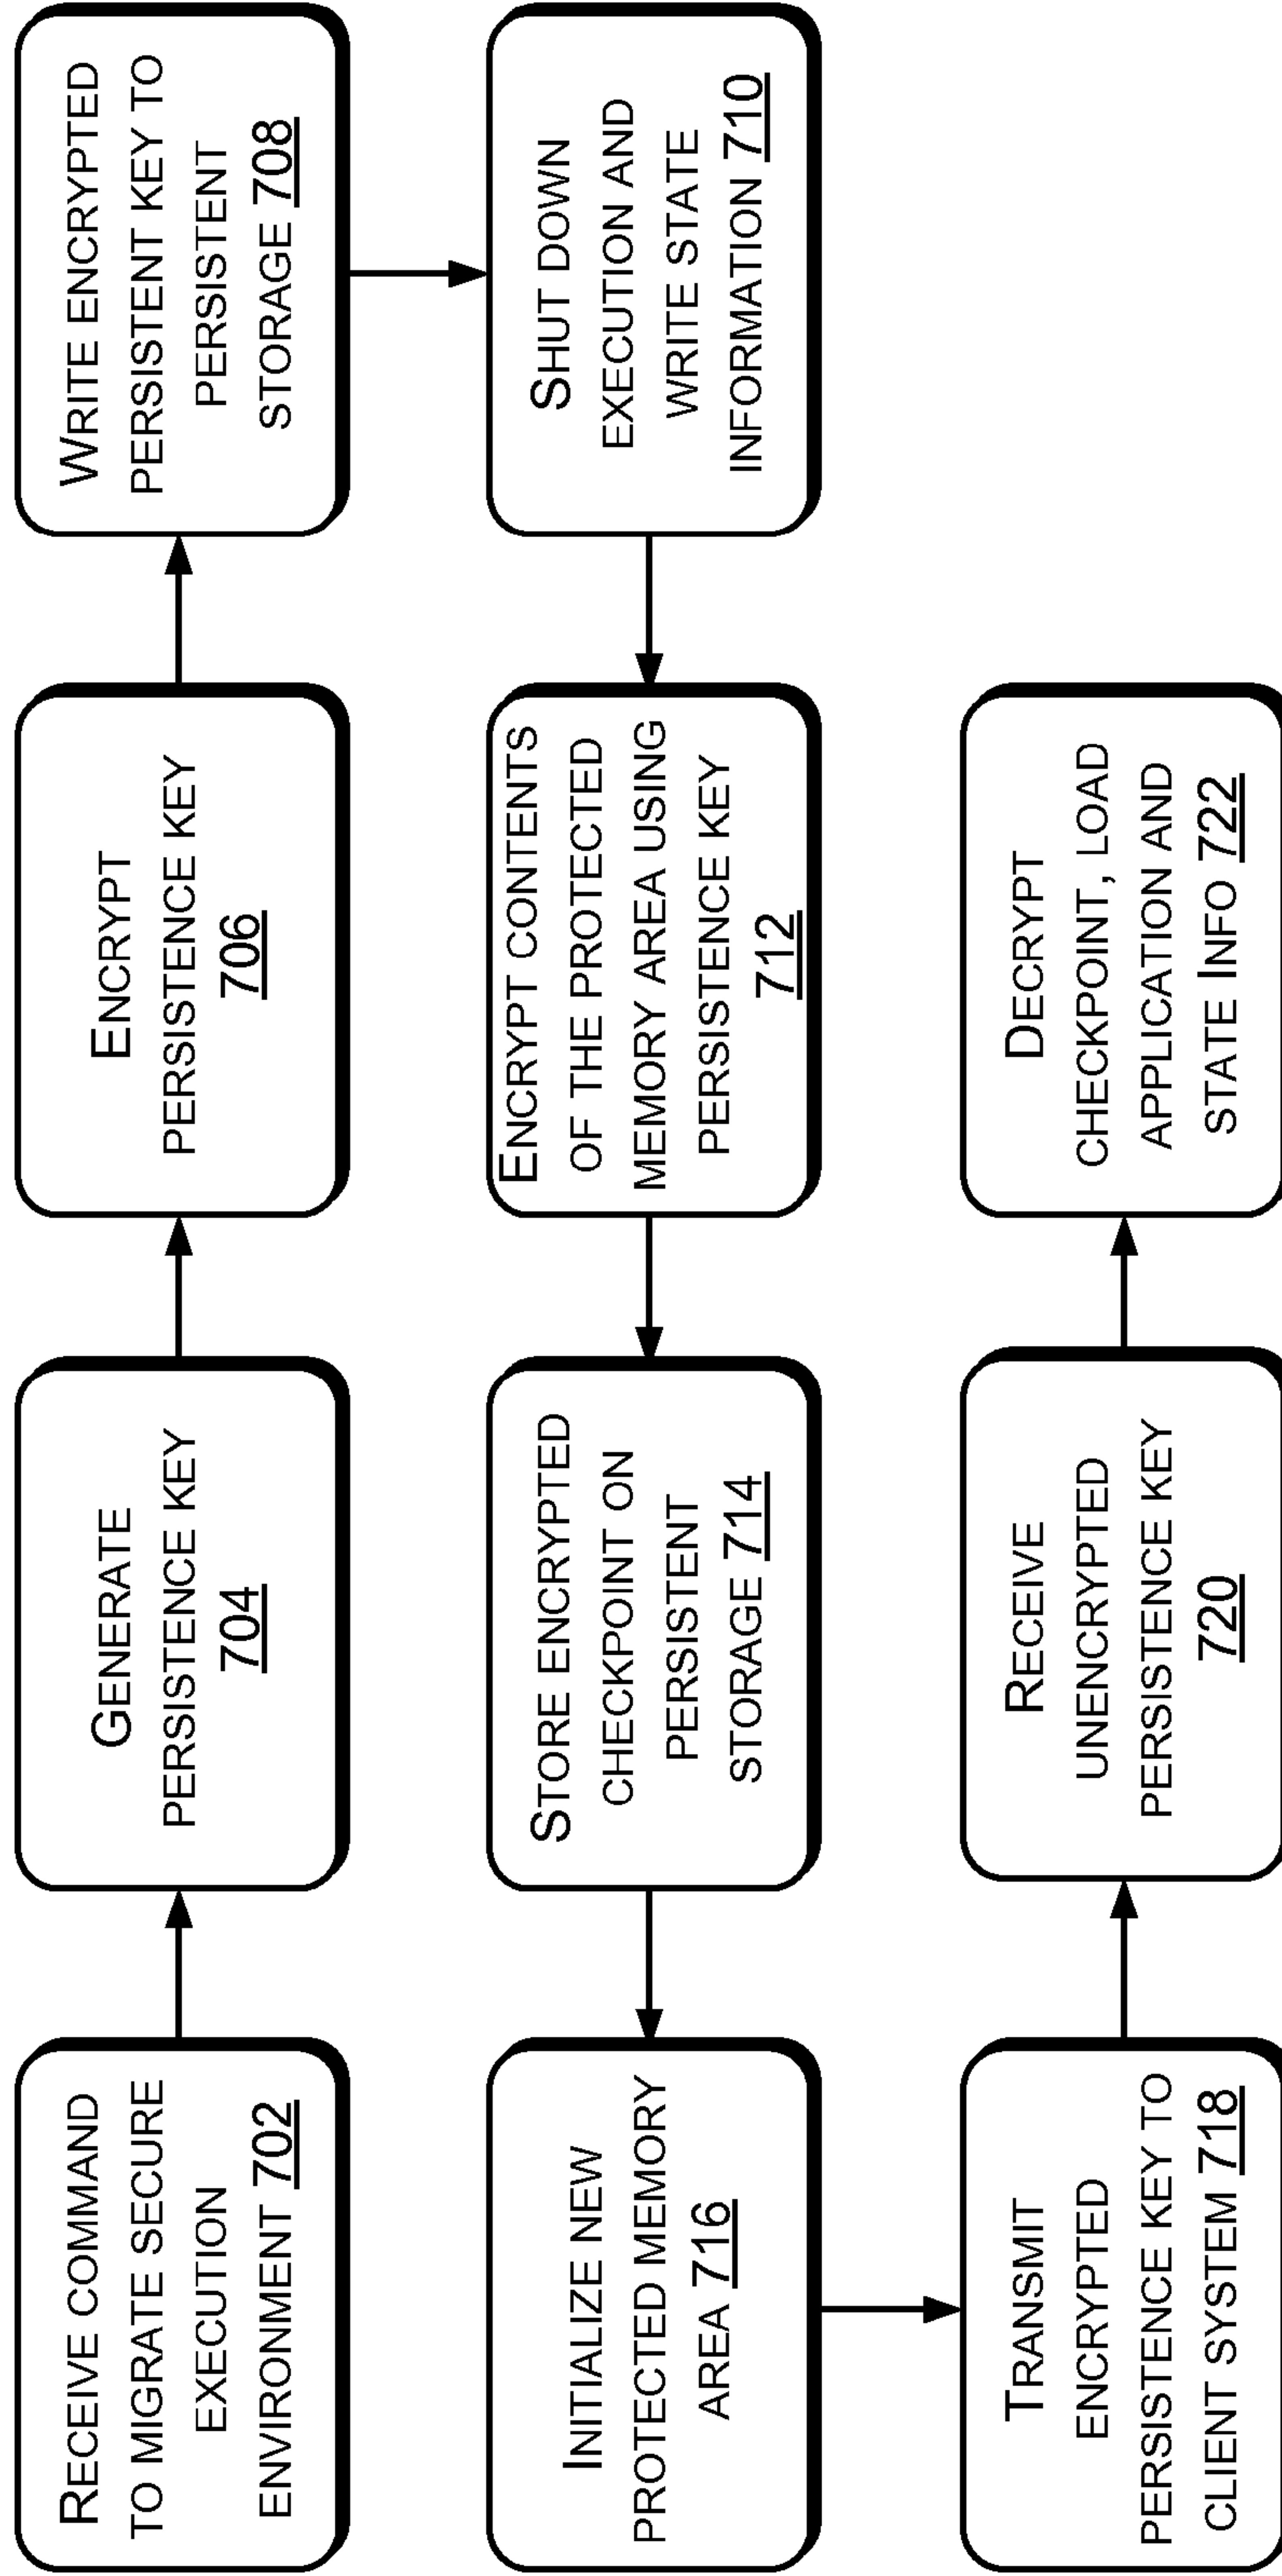 RECEIVE COMMAND
TO MIGRATE SECURE
EXECUTION
ENVIRONMENT 702
GENERATE
PERSISTENCE KEY
704
ENCRYPT
PERSISTENCE KEY
706
WRITE ENCRYPTED
PERSISTENT KEY TO
PERSISTENT
STORAGE 708
SHUT DOWN
EXECUTION AND
WRITE STATE
INFORMATION 710
ENCRYPT CONTENTS
OF THE PROTECTED
MEMORY AREA USING
PERSISTENCE KEY
712
STORE ENCRYPTED
CHECKPOINT ON
PERSISTENT
STORAGE 714
INITIALIZE NEW
PROTECTED MEMORY
AREA 716
TRANSMIT
ENCRYPTED
PERSISTENCE KEY TO
CLIENT SYSTEM 718
RECEIVE
UNENCRYPTED
PERSISTENCE KEY
720
DECRYPT
CHECKPOINT, LOAD
APPLICATION AND
STATE INFO 722